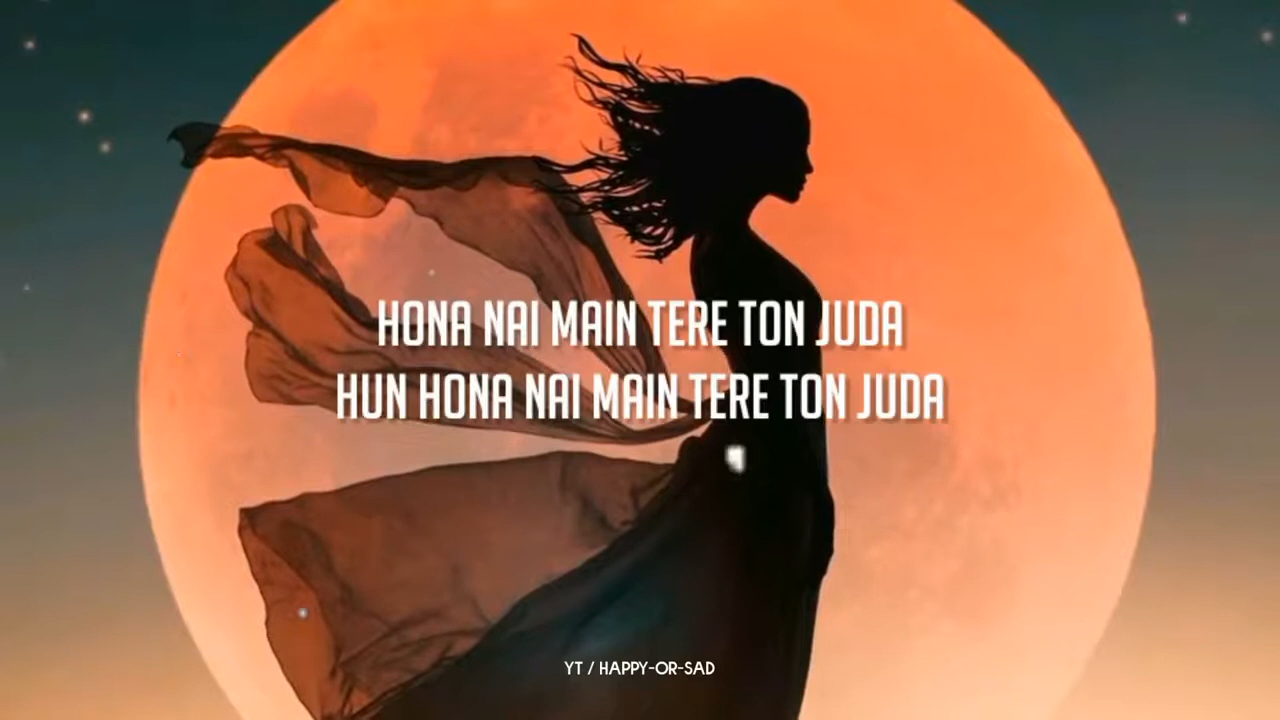 HONA NAI MAIN TERE TON JUDA
HUN HONA NAI MAIN TERE TON JUDA
YT / HAPPY-OR-SAD